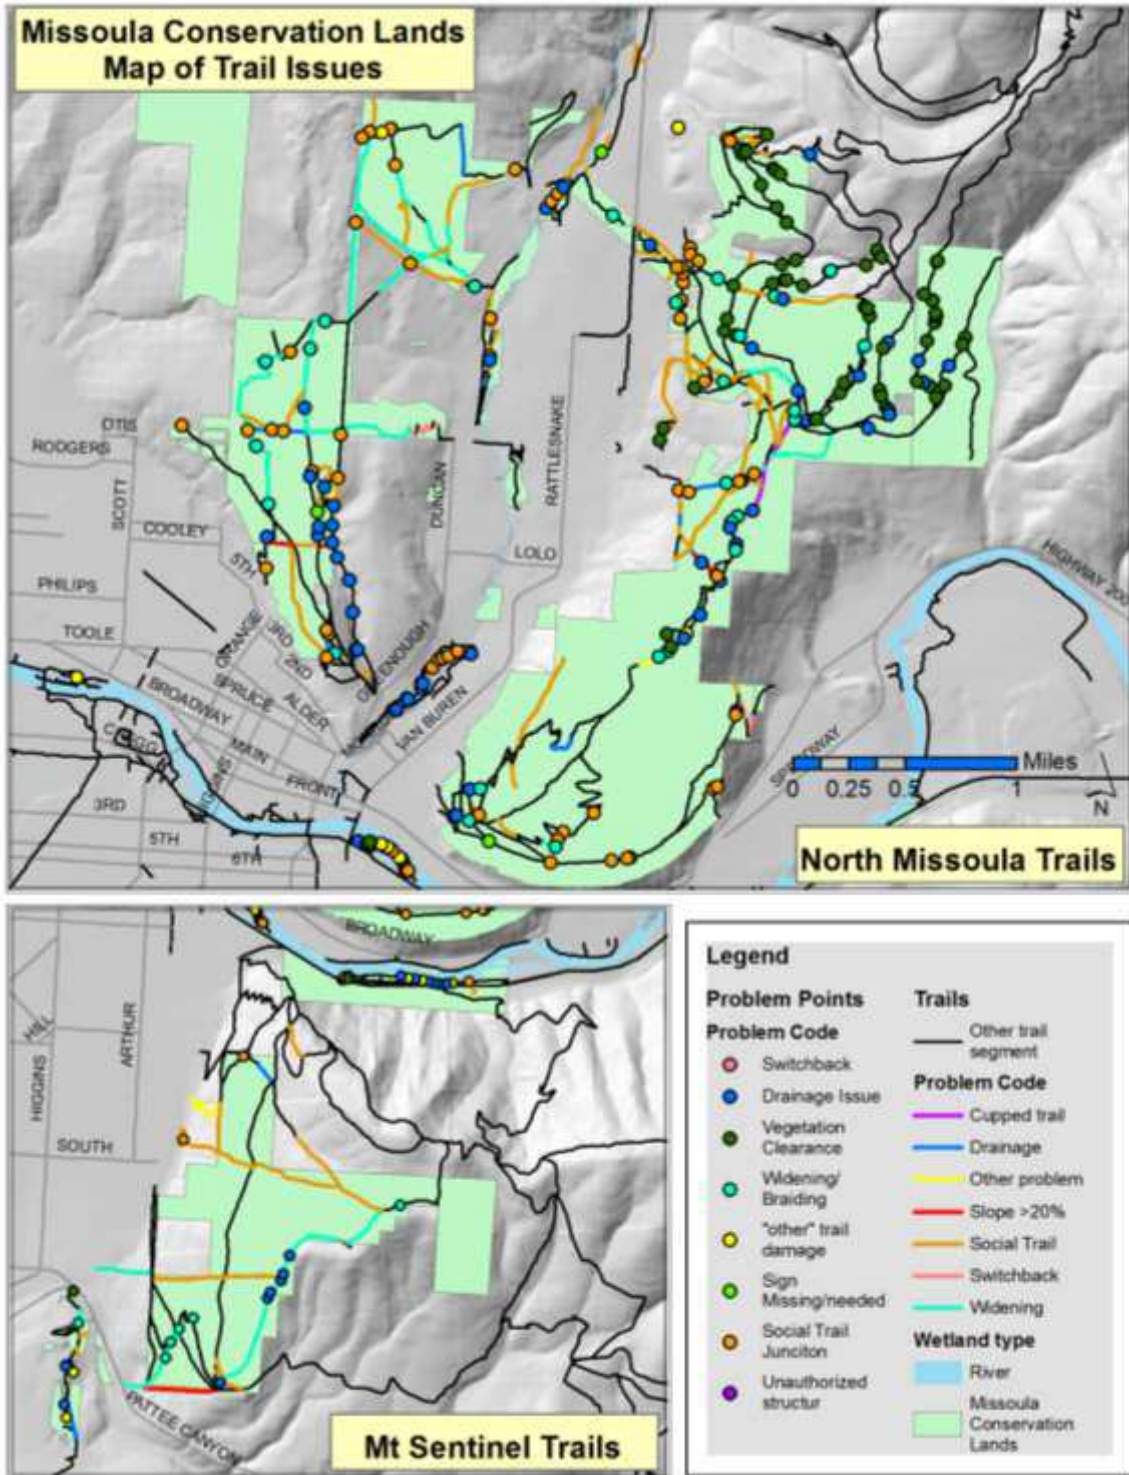 Missoula Conservation Lands
Map of Trail Issues
OTIS
RODGERS
SCOTT
COOLEY
5TH
PHILIPS
TOOLE
ORANGE
3RD
2ND
SPRUCE
ALDER
BROADWAY
MAIN
FRONT
VAN BUREN
DUNCAN
LOLO
RATTLESNAKE
HIGHWAY 200
3RD
5TH
6TH
Miles
0 0.25 0.5 1
N
North Missoula Trails
BROADWAY
HILL
HIGGINS
ARTHUR
SOUTH
PATTEE CANYON
Mt Sentinel Trails
Legend
Problem Points
Problem Code
Switchback
Drainage Issue
Vegetation
Clearance
Widening/
Braiding
"other" trail
damage
Sign
Missing/needed
Social Trail
Junciton
Unauthorized
structur
Trails
Other trail
segment
Problem Code
Cupped trail
Drainage
Other problem
Slope >20%
Social Trail
Switchback
Widening
Wetland type
River
Missoula
Conservation
Lands